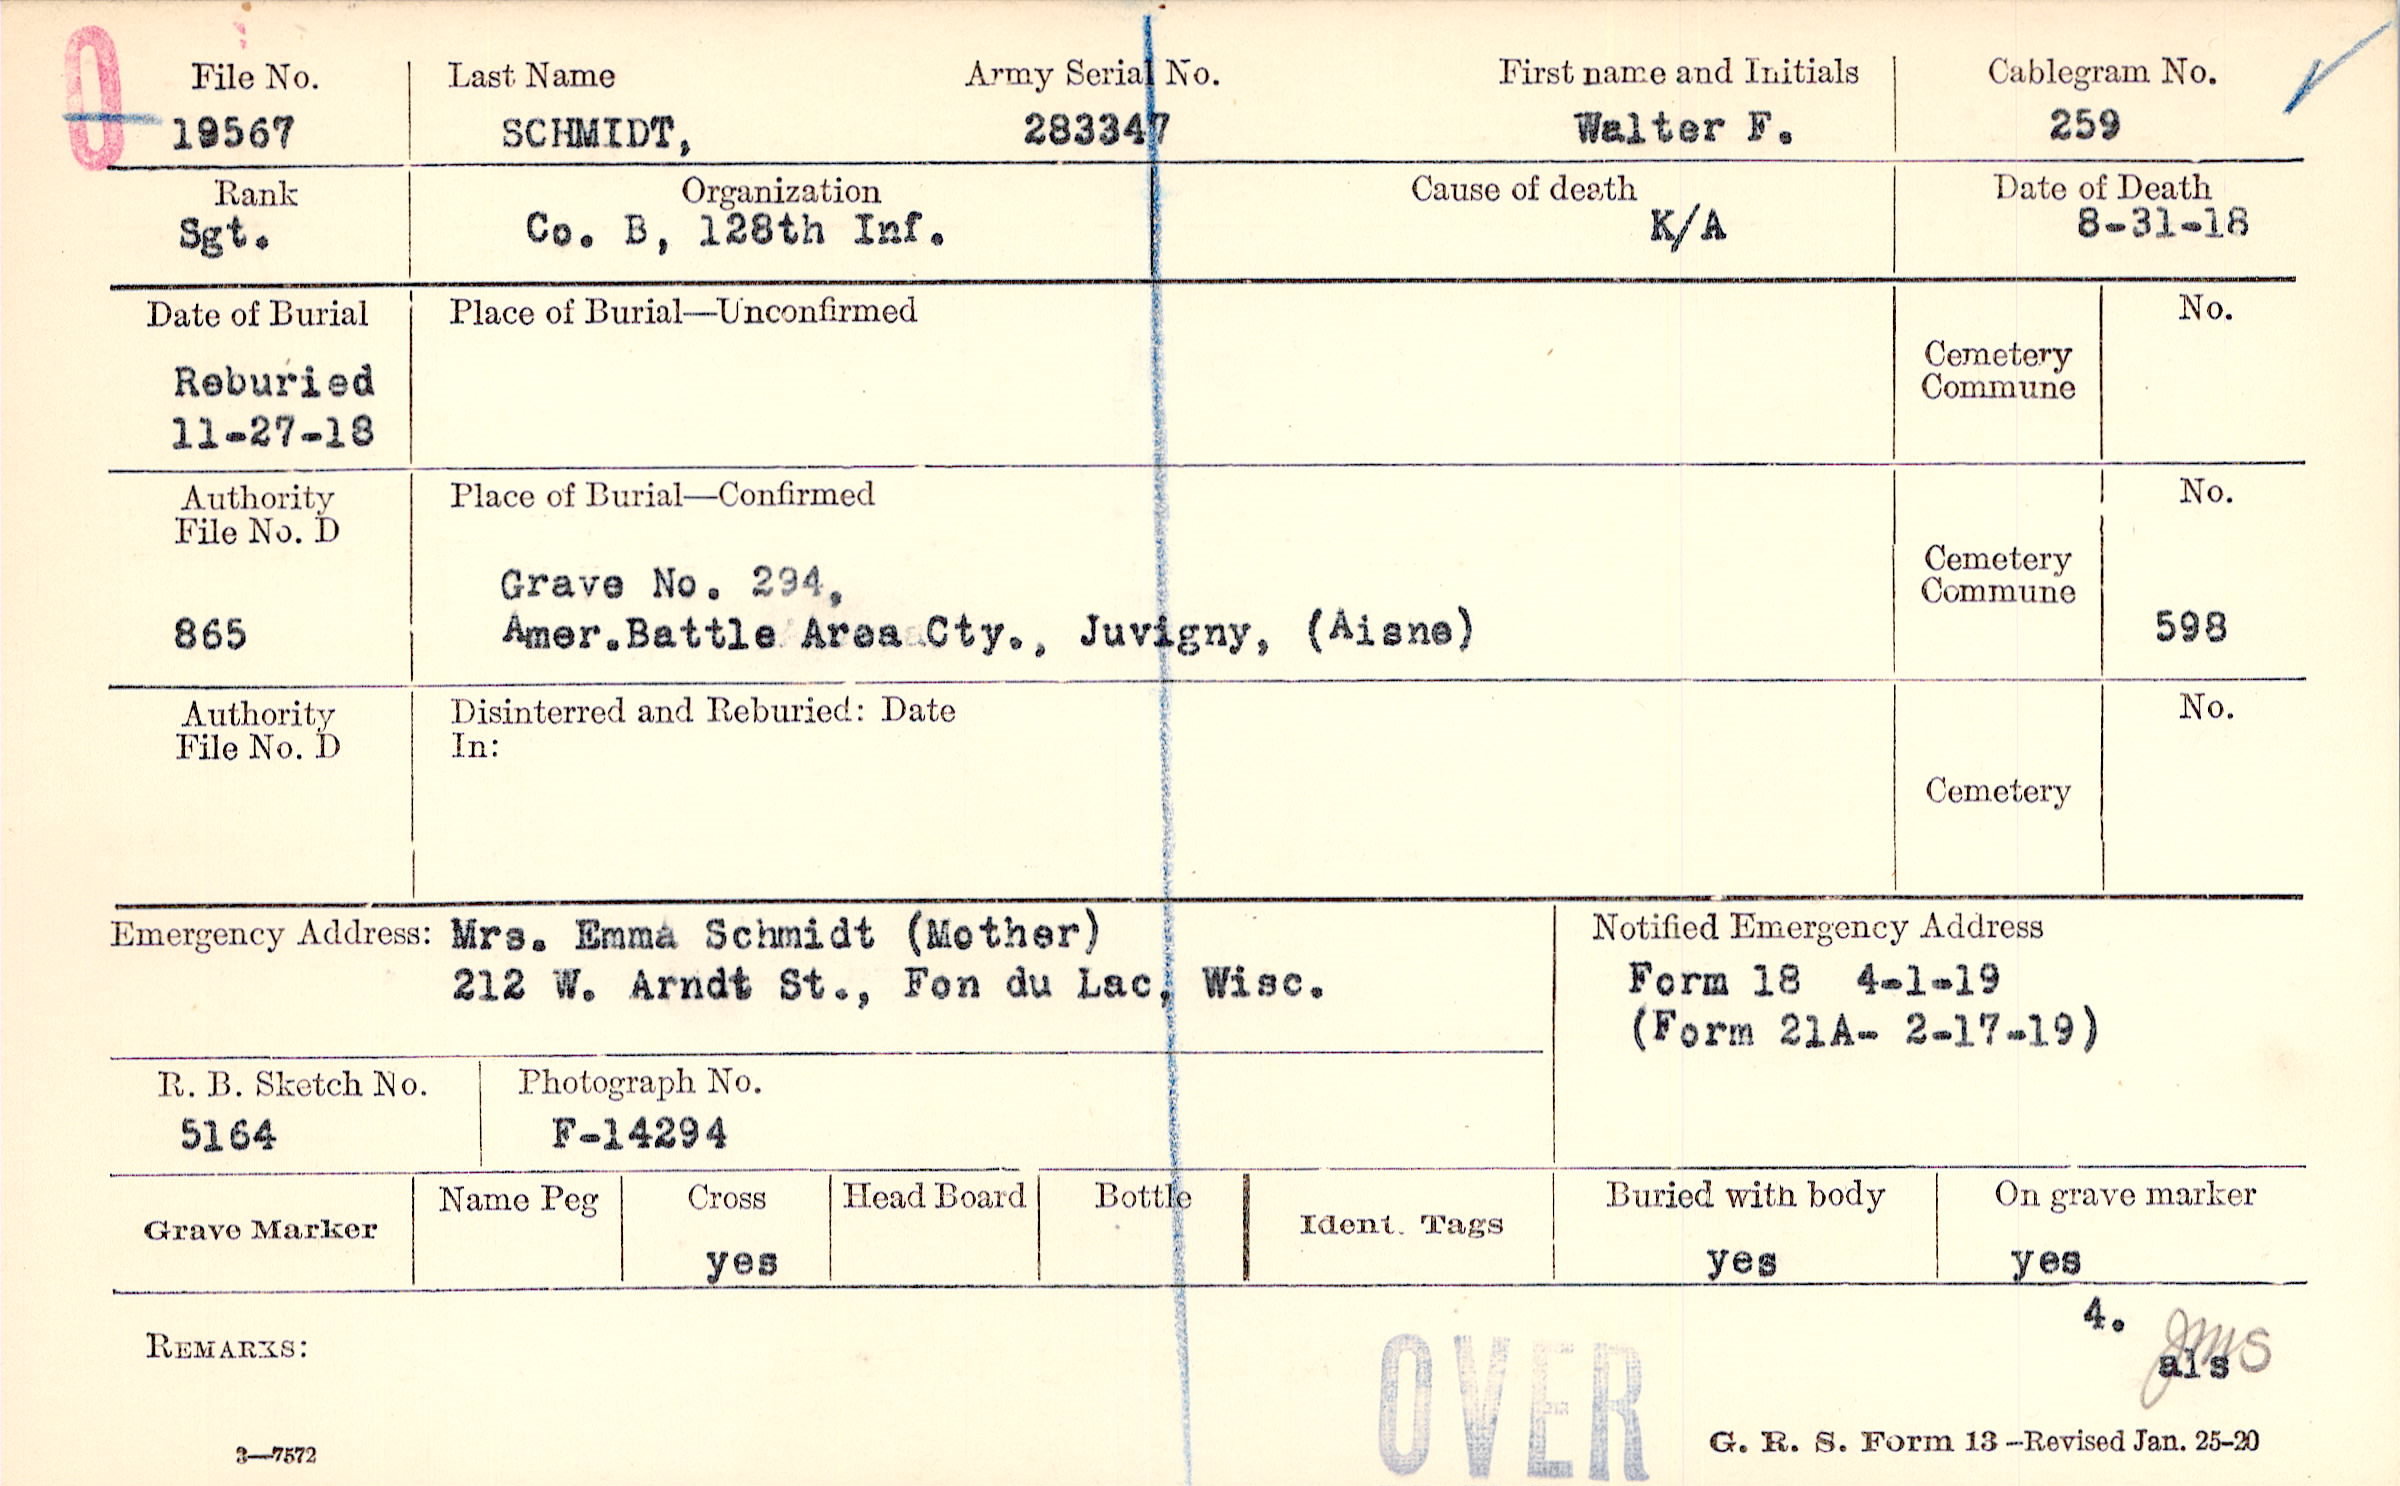 0
File No. Last Name Army Serial No. First name and Initials Cablegram No.
19567 SCHMIDT, 283347 Walter F. 259
Rank Organization Cause of death Date of Death
Sgt. Co. B, 128th Inf. K/A 8-31-18
Date of Burial Place of Burial—Unconfirmed No.
Cemetery
Commune
Reburied
11-27-18
Authority Place of Burial—Confirmed No.
File No. D
Cemetery
Commune
Grave No. 294,
865 Amer.Battle Area Cty., Juvigny, (Aisne) 598
Authority Disinterred and Reburied: Date No.
File No. D In:
Cemetery
Emergency Address: Mrs. Emma Schmidt (Mother)
212 W. Arndt St., Fon du Lac, Wisc.
Notified Emergency Address
Form 18 4-1-19
(Form 21A- 2-17-19)
R. B. Sketch No. Photograph No.
5164 F-14294
Grave Marker Name Peg Cross Head Board Bottle Ident. Tags Buried with body On grave marker
yes yes yes
4.
REMARKS:
JMS
als
OVER
3—7572 G. R. S. Form 13—Revised Jan. 25-20